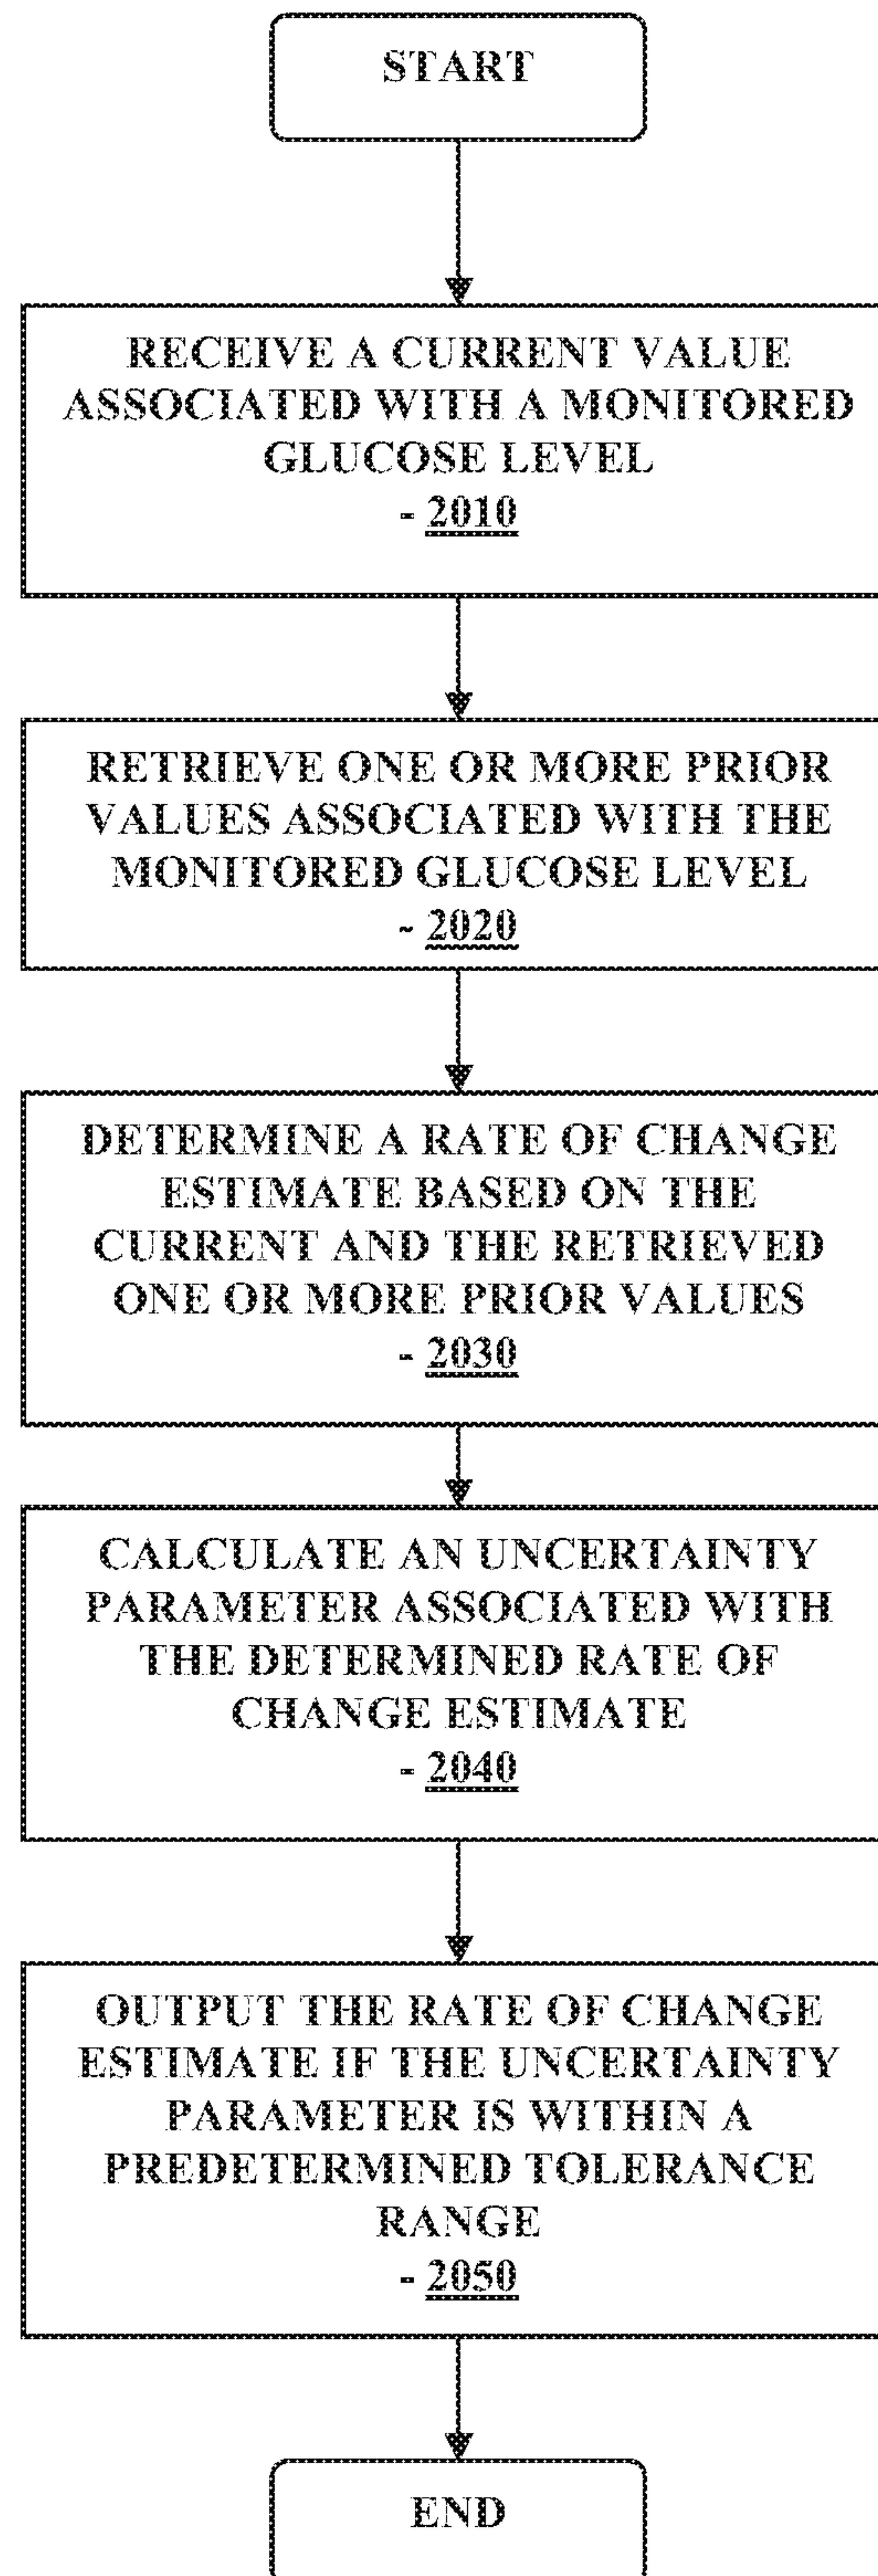 START
RECEIVE A CURRENT VALUE
ASSOCIATED WITH A MONITORED
GLUCOSE LEVEL
- 2010
RETRIEVE ONE OR MORE PRIOR
VALUES ASSOCIATED WITH THE
MONITORED GLUCOSE LEVEL
- 2020
DETERMINE A RATE OF CHANGE
ESTIMATE BASED ON THE
CURRENT AND THE RETRIEVED
ONE OR MORE PRIOR VALUES
- 2030
CALCULATE AN UNCERTAINTY
PARAMETER ASSOCIATED WITH
THE DETERMINED RATE OF
CHANGE ESTIMATE
- 2040
OUTPUT THE RATE OF CHANGE
ESTIMATE IF THE UNCERTAINTY
PARAMETER IS WITHIN A
PREDETERMINED TOLERANCE
RANGE
- 2050
END